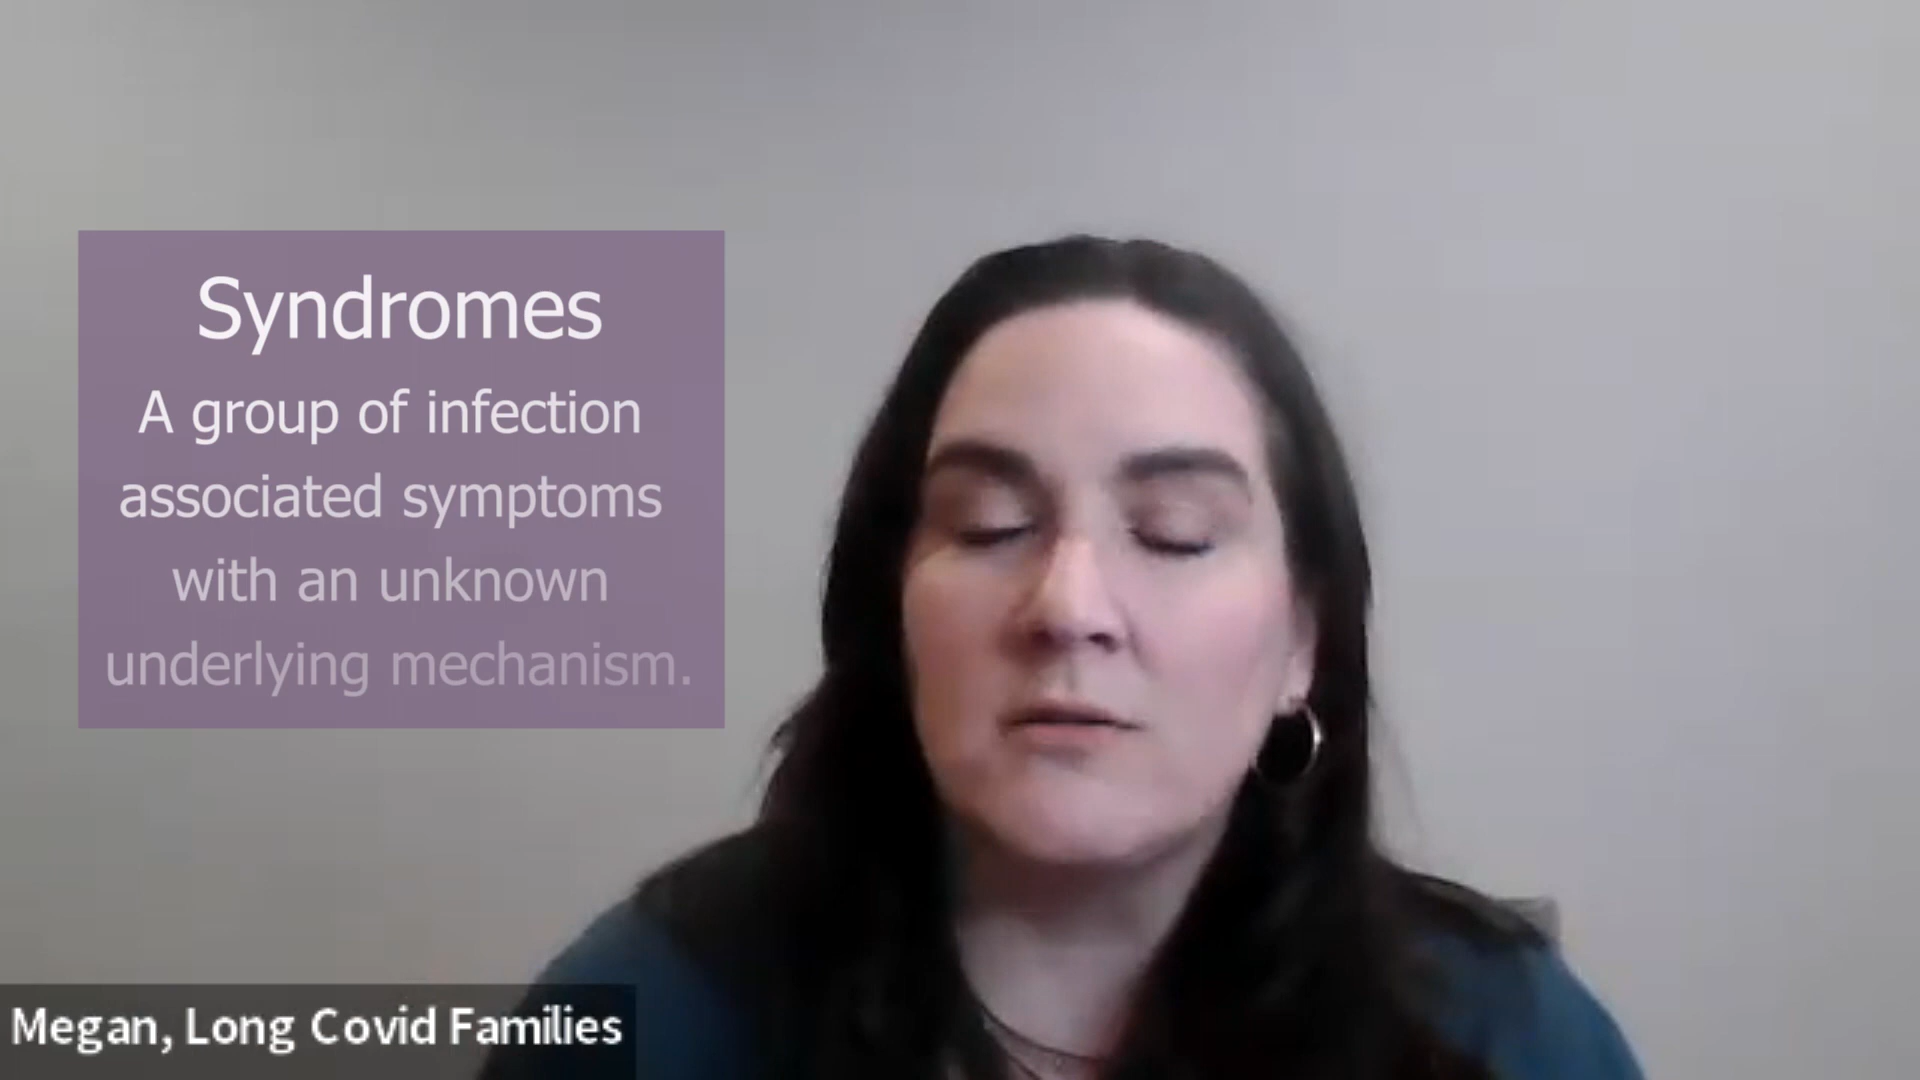 Syndromes
A group of infection
associated symptoms
with an unknown
underlying mechanism.
Megan, Long Covid Families